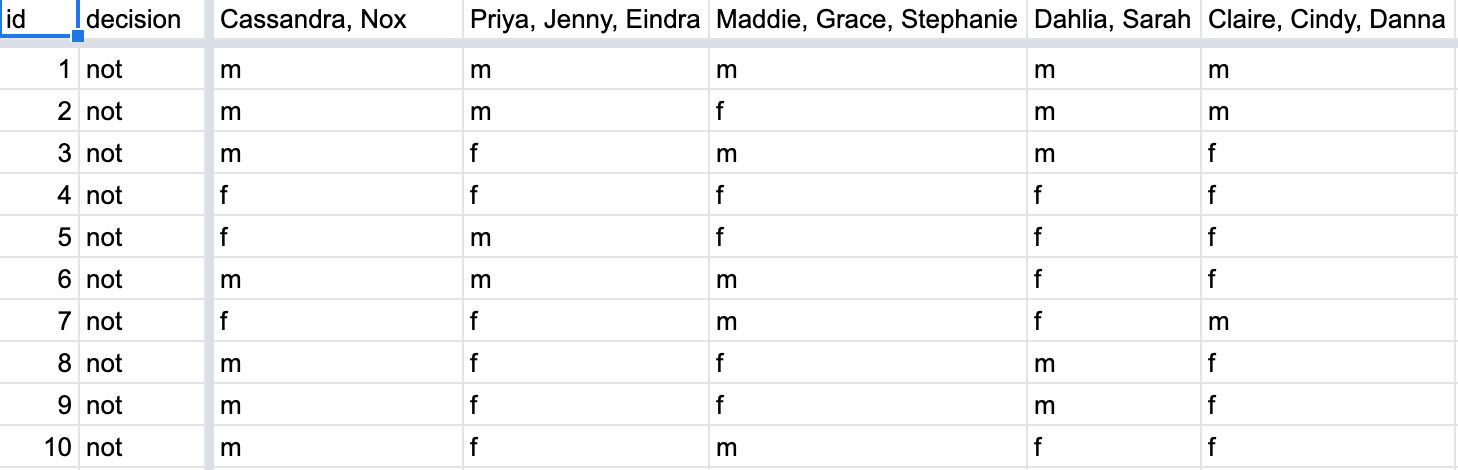 id decision Cassandra, Nox Priya, Jenny, Eindra Maddie, Grace, Stephanie Dahlia, Sarah Claire, Cindy, Danna
1 not m m m m m
2 not m m f m m
3 not m f m m f
4 not f f f f f
5 not f m f f f
6 not m m m f f
7 not f f m f m
8 not m f f m f
9 not m f f m f
10 not m f m f f